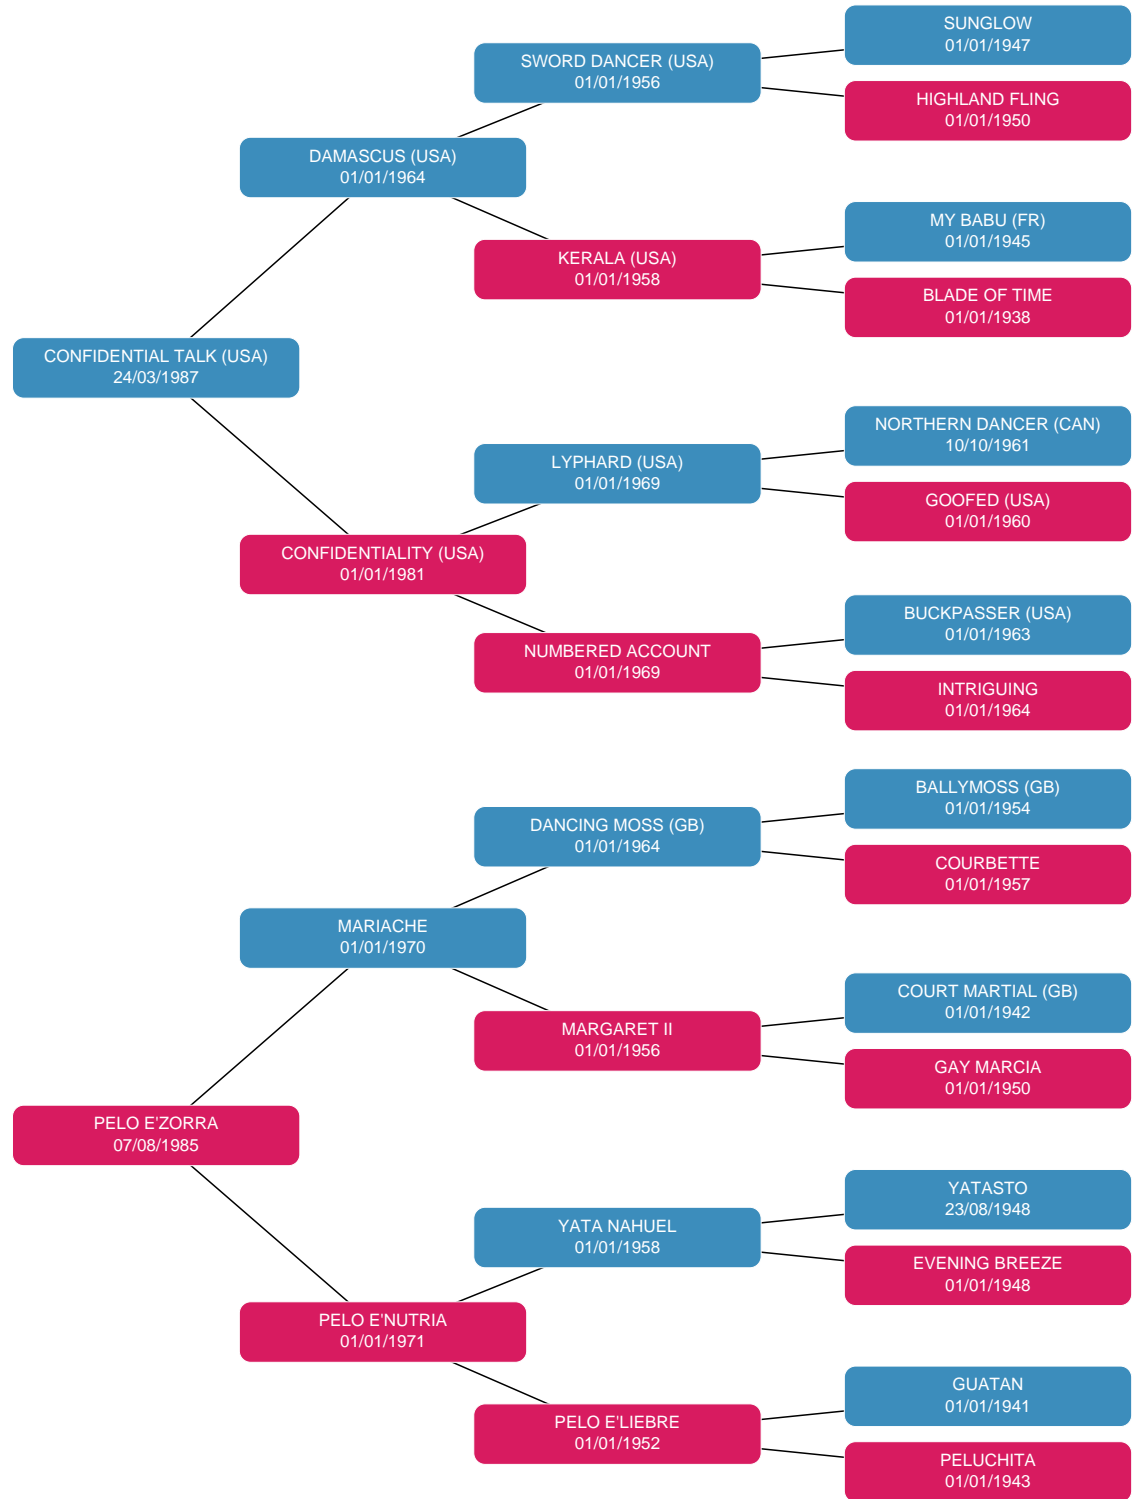 SUNGLOW
01/01/1947
SWORD DANCER (USA)
01/01/1956
HIGHLAND FLING
01/01/1950
DAMASCUS (USA)
01/01/1964
MY BABU (FR)
01/01/1945
KERALA (USA)
01/01/1958
BLADE OF TIME
01/01/1938
CONFIDENTIAL TALK (USA)
24/03/1987
NORTHERN DANCER (CAN)
10/10/1961
LYPHARD (USA)
01/01/1969
GOOFED (USA)
01/01/1960
CONFIDENTIALITY (USA)
01/01/1981
BUCKPASSER (USA)
01/01/1963
NUMBERED ACCOUNT
01/01/1969
INTRIGUING
01/01/1964
BALLYMOSS (GB)
01/01/1954
DANCING MOSS (GB)
01/01/1964
COURBETTE
01/01/1957
MARIACHE
01/01/1970
COURT MARTIAL (GB)
01/01/1942
MARGARET II
01/01/1956
GAY MARCIA
01/01/1950
PELO E'ZORRA
07/08/1985
YATASTO
23/08/1948
YATA NAHUEL
01/01/1958
EVENING BREEZE
01/01/1948
PELO E'NUTRIA
01/01/1971
GUATAN
01/01/1941
PELO E'LIEBRE
01/01/1952
PELUCHITA
01/01/1943